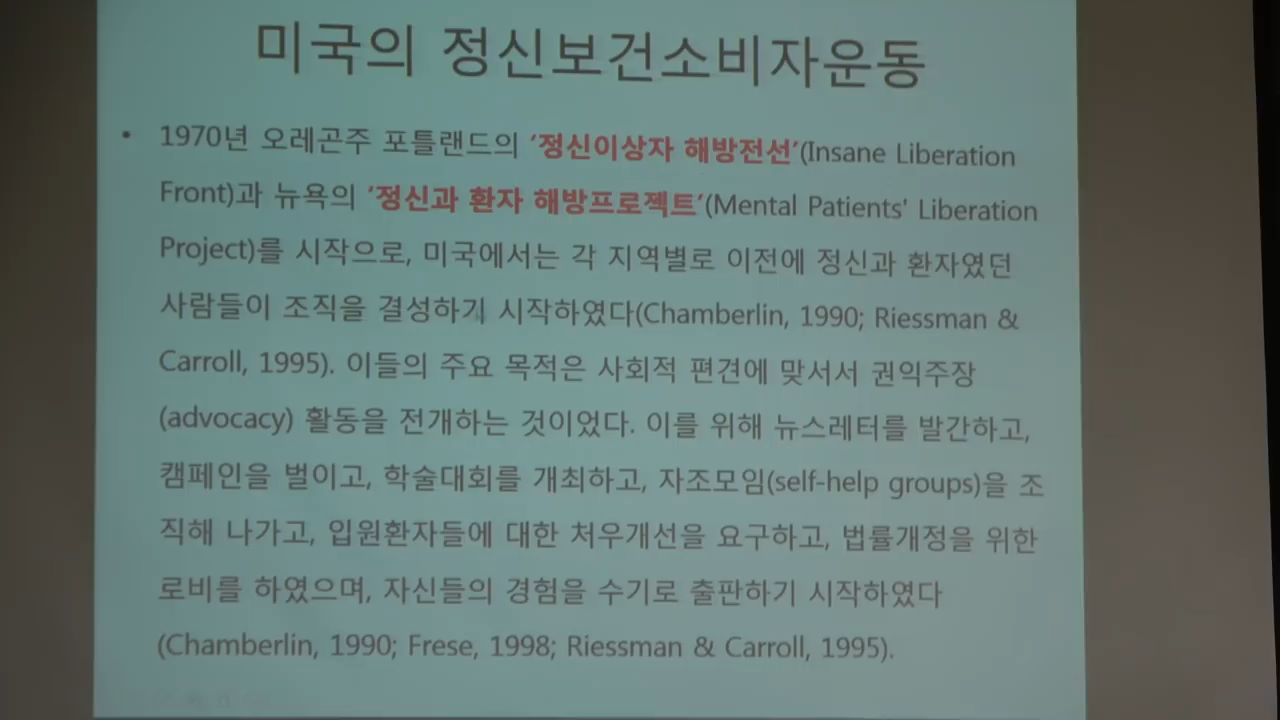 미국의 정신보건소비자운동
• 1970년 오레곤주 포틀랜드의 ‘정신이상자 해방전선’(Insane Liberation
Front)과 뉴욕의 ‘정신과 환자 해방프로젝트’(Mental Patients' Liberation
Project)를 시작으로, 미국에서는 각 지역별로 이전에 정신과 환자였던
사람들이 조직을 결성하기 시작하였다(Chamberlin, 1990; Riessman &
Carroll, 1995). 이들의 주요 목적은 사회적 편견에 맞서서 권익주장
(advocacy) 활동을 전개하는 것이었다. 이를 위해 뉴스레터를 발간하고,
캠페인을 벌이고, 학술대회를 개최하고, 자조모임(self-help groups)을 조
직해 나가고, 입원환자들에 대한 처우개선을 요구하고, 법률개정을 위한
로비를 하였으며, 자신들의 경험을 수기로 출판하기 시작하였다
(Chamberlin, 1990; Frese, 1998; Riessman & Carroll, 1995).